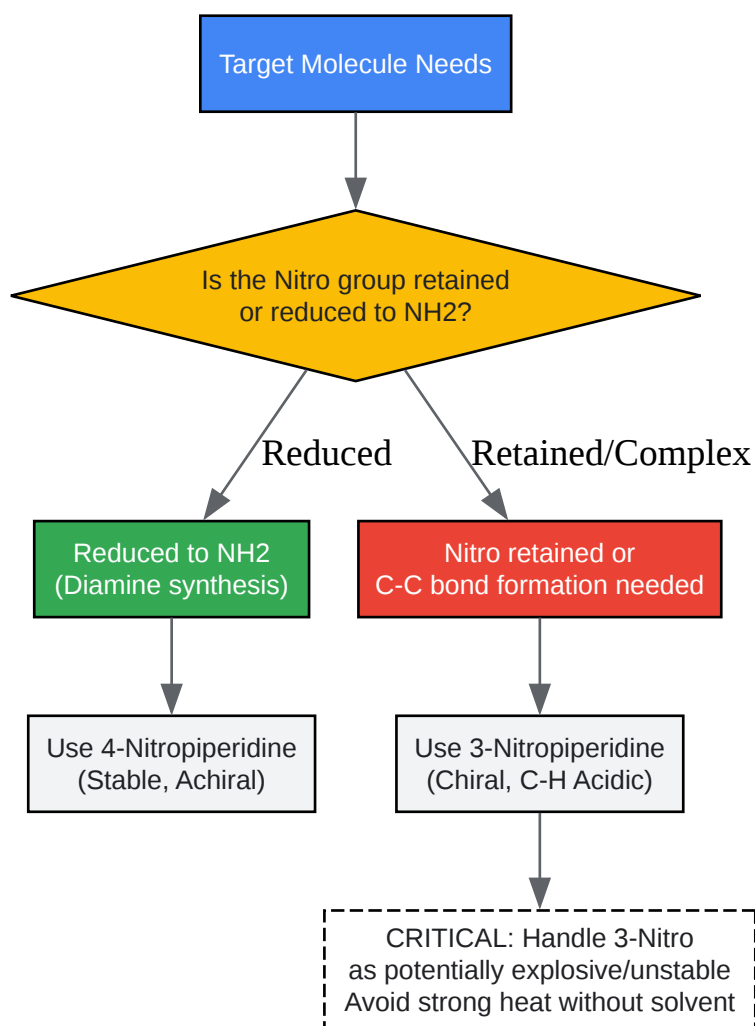 Target Molecule Needs
Is the Nitro group retained
or reduced to NH2?
Reduced
Retained/Complex
Reduced to NH2
(Diamine synthesis)
Nitro retained or
C-C bond formation needed
Use 4-Nitropiperidine
(Stable, Achiral)
Use 3-Nitropiperidine
(Chiral, C-H Acidic)
CRITICAL: Handle 3-Nitro
as potentially explosive/unstable
Avoid strong heat without solvent